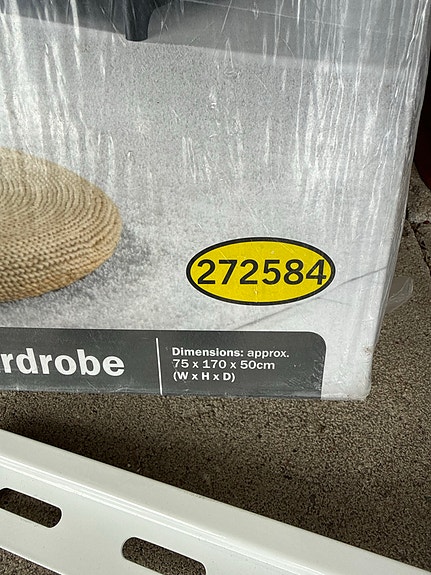 272584
rdrobe
Dimensions: approx.
75 x 170 x 50cm
(W x H x D)